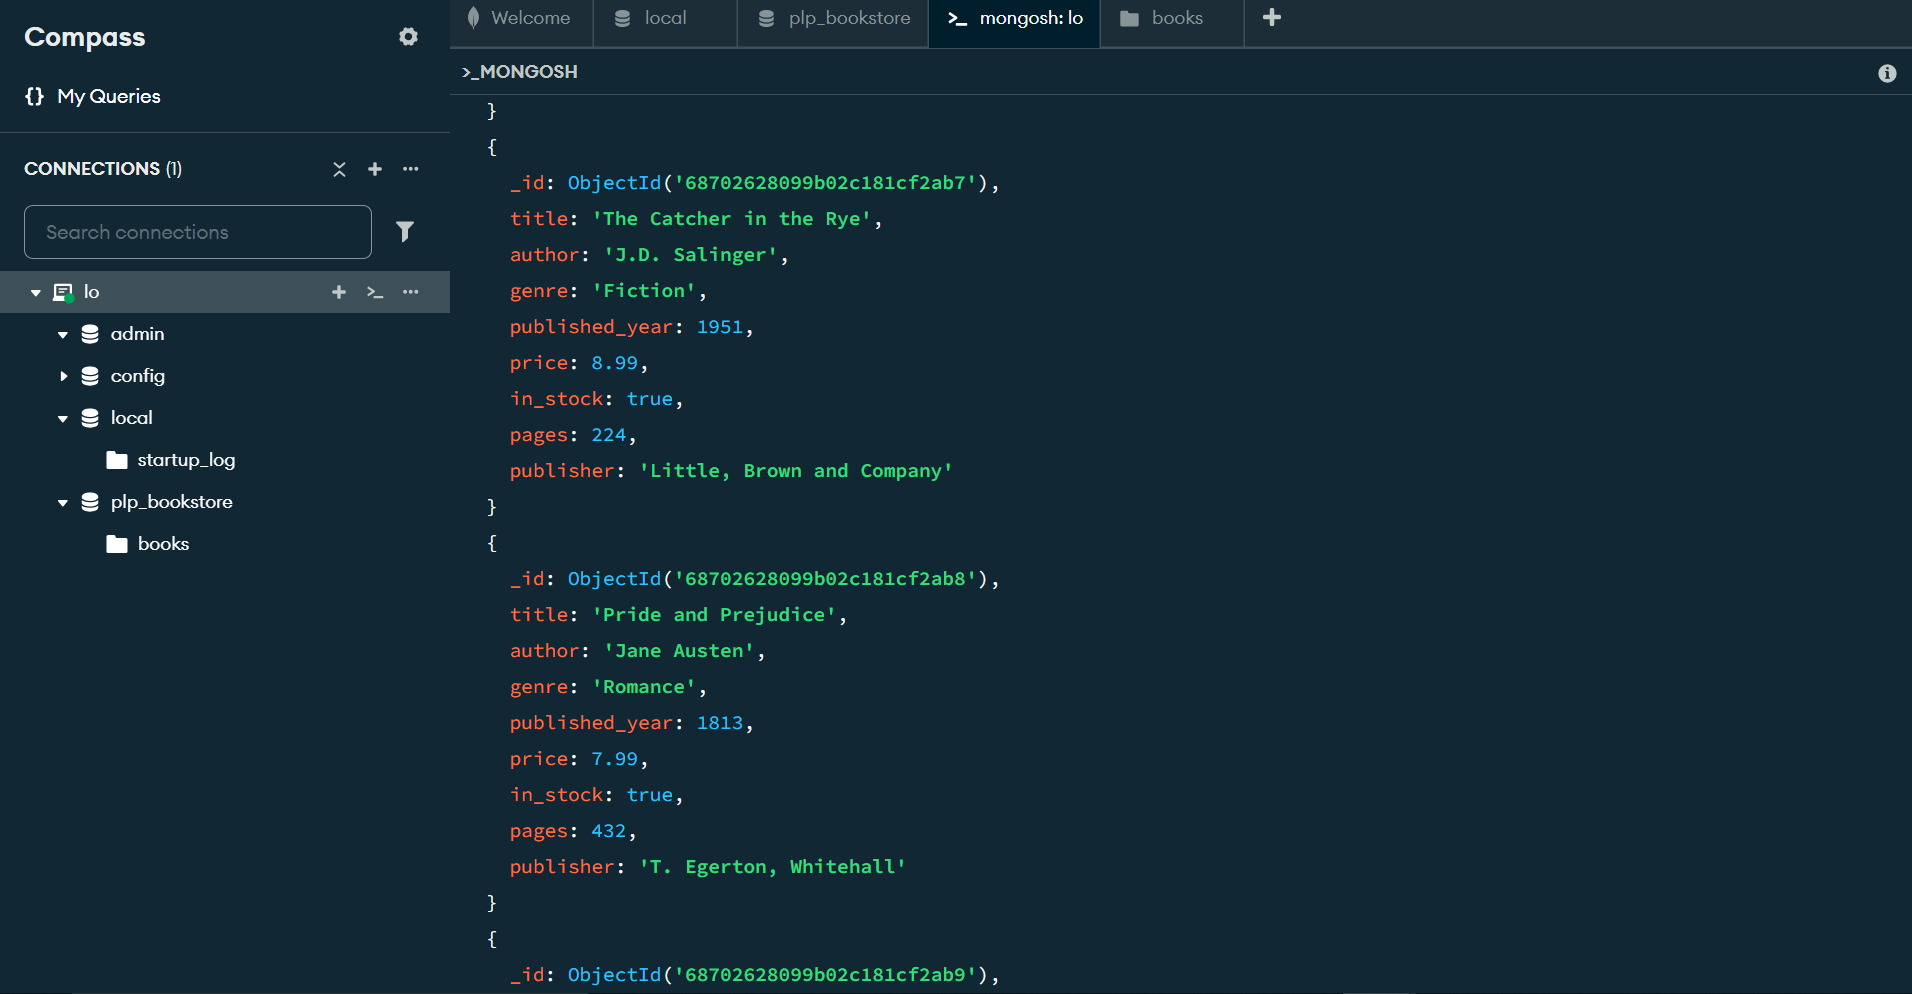 Compass
{} My Queries
CONNECTIONS (1)
Search connections
lo
admin
config
local
startup_log
plp_bookstore
books
Welcome
local
plp_bookstore
>_ mongosh: lo
books
>_MONGOSH
}
{
_id: ObjectId('68702628099b02c181cf2ab7'),
title: 'The Catcher in the Rye',
author: 'J.D. Salinger',
genre: 'Fiction',
published_year: 1951,
price: 8.99,
in_stock: true,
pages: 224,
publisher: 'Little, Brown and Company'
}
{
_id: ObjectId('68702628099b02c181cf2ab8'),
title: 'Pride and Prejudice',
author: 'Jane Austen',
genre: 'Romance',
published_year: 1813,
price: 7.99,
in_stock: true,
pages: 432,
publisher: 'T. Egerton, Whitehall'
}
{
_id: ObjectId('68702628099b02c181cf2ab9'),